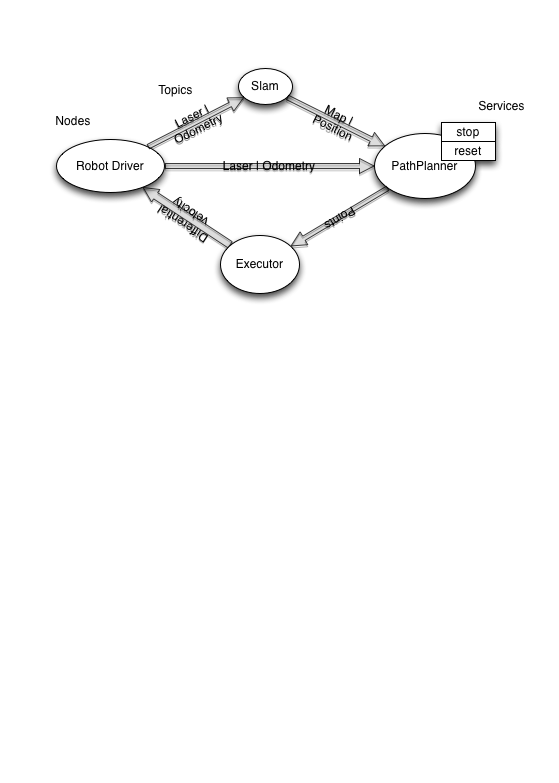 Slam
Topics
Services
Laser |
Odometry
Map |
Position
Nodes
stop
reset
Robot Driver
Laser | Odometry
PathPlanner
Differential
Velocity
Points
Executor